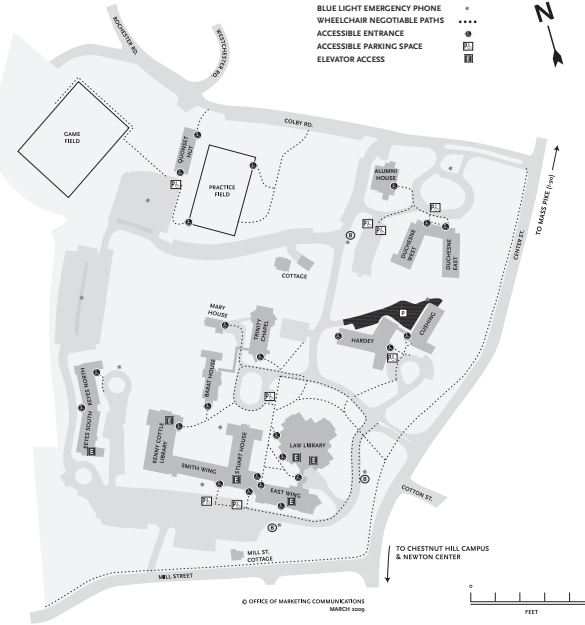 BLUE LIGHT EMERGENCY PHONE
WHEELCHAIR NEGOTIABLE PATHS
ACCESSIBLE ENTRANCE
ACCESSIBLE PARKING SPACE
P
ELEVATOR ACCESS
E
N
ROCHESTER RD.
WESTCHESTER RD.
COLBY RD.
GAME
FIELD
QUONSET
HUT
P
PRACTICE
FIELD
ALUMNI
HOUSE
P
P
P
B
DUCHESNE
WEST
DUCHESNE
EAST
CENTER ST.
TO MASS PIKE (I-90)
COTTAGE
MARY
HOUSE
TRINITY
CHAPEL
P
HARDEY
CUSHING
P
BARAT HOUSE
KEYES NORTH
KEYES SOUTH
E
P
KENNY COTTLE
LIBRARY
E
STUART HOUSE
E
LAW LIBRARY
E
E
SMITH WING
EAST WING
E
P
P
B
B
COTTON ST.
MILL ST.
COTTAGE
MILL STREET
TO CHESTNUT HILL CAMPUS
& NEWTON CENTER
© OFFICE OF MARKETING COMMUNICATIONS
MARCH 2009
0
FEET